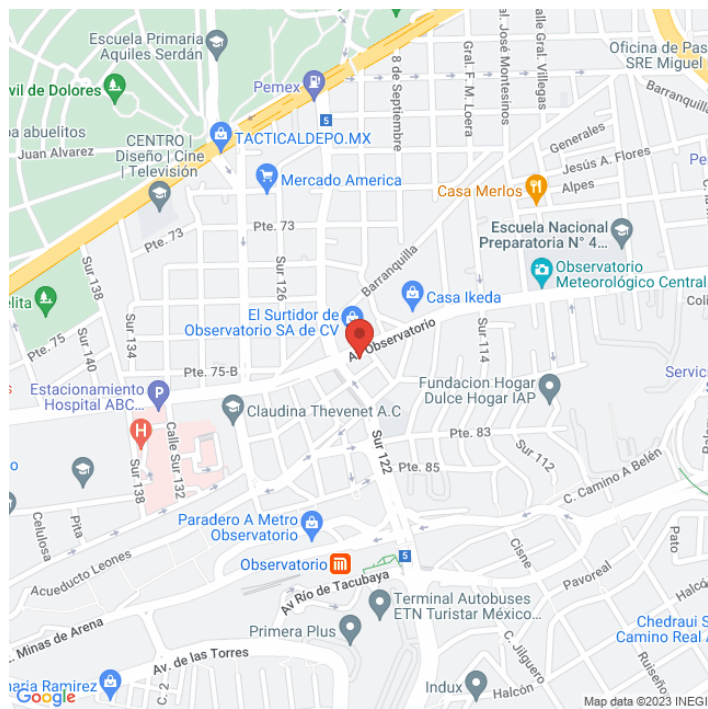 Escuela Primaria
Aquiles Serdán
8 de Septiembre
Gral. F. M. Loera
al. José Montesinos
Calle Gral. Villegas
Oficina de Pas
SRE Miguel
Pemex
vil de Dolores
Barranquill
5
oa abuelitos
TACTICALDEPO.MX
Generales
Juan Alvarez
CENTRO |
Diseño | Cine |
Televisión
Mercado America
Jesús A. Flores
Pe
Casa Merlos
Alpes
Pte. 73
Escuela Nacional
Preparatoria N° 4...
Pte. 73
Barranquilla
Sur 138
Sur 126
Observatorio
Meteorológico Central
Casa Ikeda
elita
El Surtidor de
Observatorio SA de CV
Coli
Sur 134
Av. Observatorio
Sur 114
Pte. 75
Sur 140
Pte. 75-B
Servic
Estacionamiento
Hospital ABC...
P
Fundacion Hogar
Dulce Hogar IAP
Claudina Thevenet A.C
H
Calle Sur 132
Sur 122
Pte. 83
Sur 112
Sur 138
Pte. 85
C. Camino A Belén
o
Celulosa
Pita
Paradero A Metro
Observatorio
Cisne
Pato
Acueducto Leones
Observatorio
5
Pavoreal
Halcó
Av Río de Tacubaya
Terminal Autobuses
ETN Turistar México...
Chedraui S
Camino Real A
Minas de Arena
Primera Plus
C. Jilguero
Ruiseño
Av. de las Torres
naria Ramirez
C. 2
Indux
Halcón
Google
Map data ©2023 INEGI